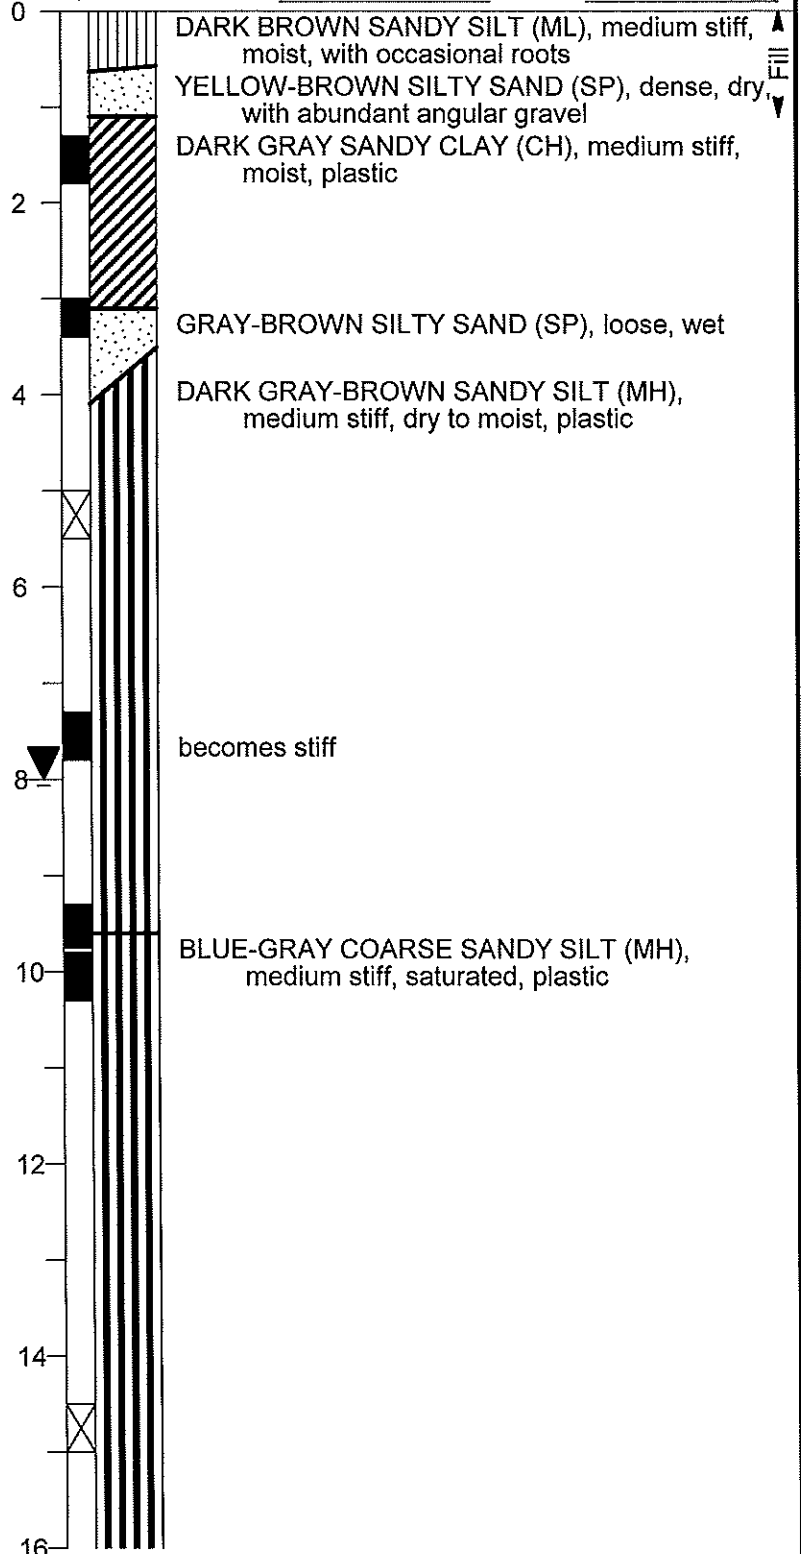 0
DARK BROWN SANDY SILT (ML), medium stiff,
moist, with occasional roots
Fill
YELLOW-BROWN SILTY SAND (SP), dense, dry,
with abundant angular gravel
DARK GRAY SANDY CLAY (CH), medium stiff,
moist, plastic
2
GRAY-BROWN SILTY SAND (SP), loose, wet
4
DARK GRAY-BROWN SANDY SILT (MH),
medium stiff, dry to moist, plastic
6
becomes stiff
8
BLUE-GRAY COARSE SANDY SILT (MH),
medium stiff, saturated, plastic
10
12
14
16